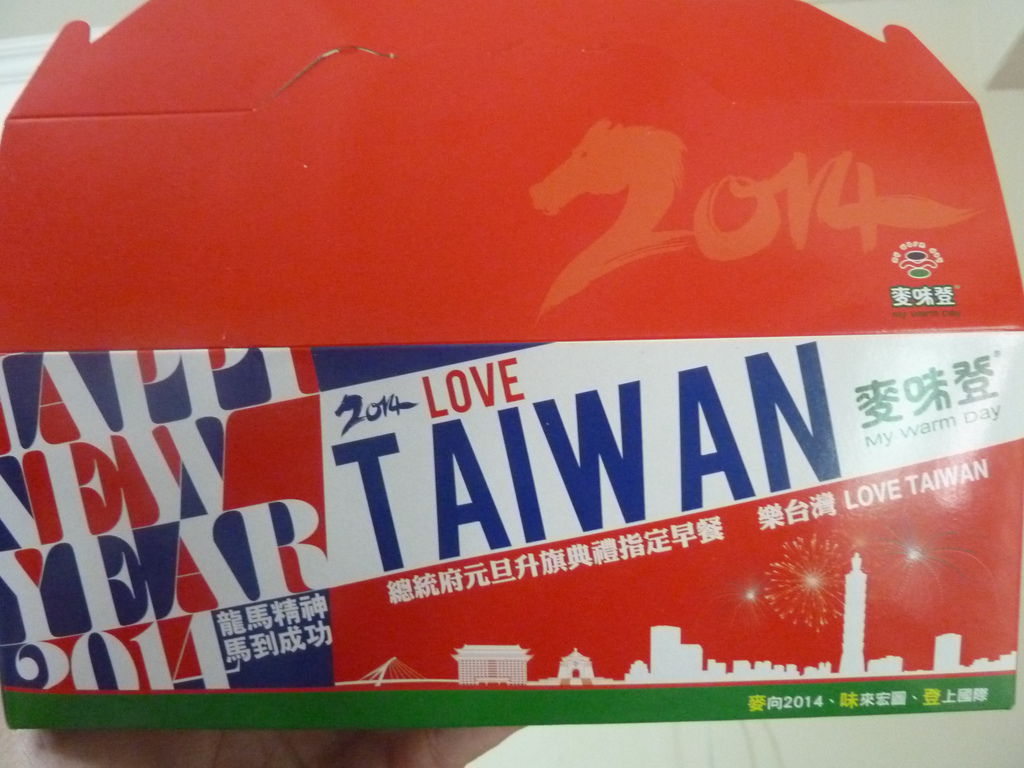 2014
麥味登
My Warm Day
HAPPY
NEW
YEAR
2014
龍馬精神
馬到成功
2014 LOVE
TAIWAN
麥味登
My Warm Day
總統府元旦升旗典禮指定早餐 樂台灣 LOVE TAIWAN
麥向2014、味來宏圖、登上國際